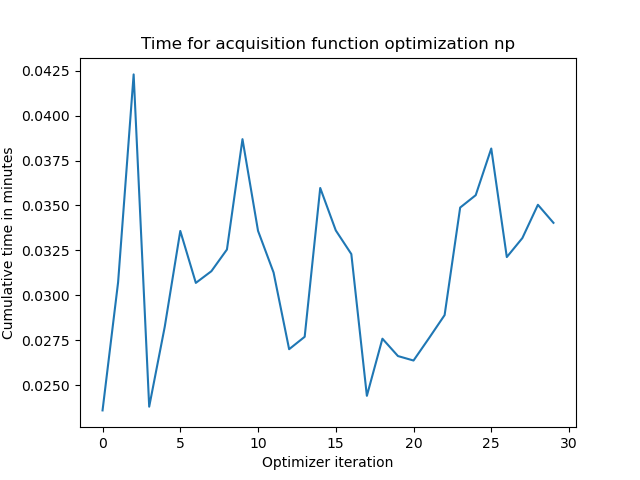 Time for acquisition function optimization np
0.0425
0.0400
0.0375
0.0350
0.0325
0.0300
0.0275
0.0250
Cumulative time in minutes
0 5 10 15 20 25 30
Optimizer iteration